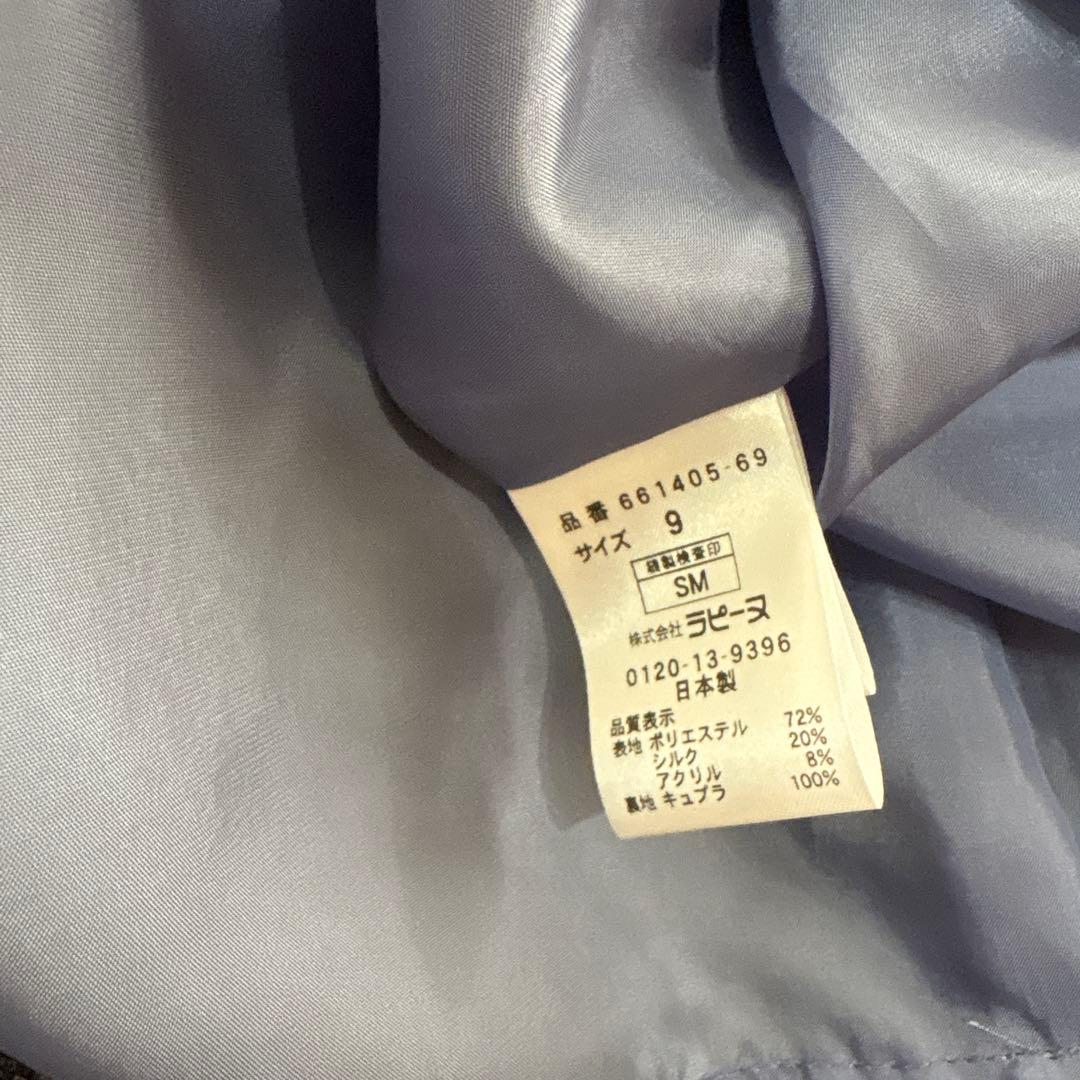 品番 661405-69
サイズ 9
縫製検査印
SM
株式会社 ラピーヌ
0120-13-9396
日本製
品質表示
表地 ポリエステル 72%
シルク 20%
アクリル 8%
裏地 キュプラ 100%